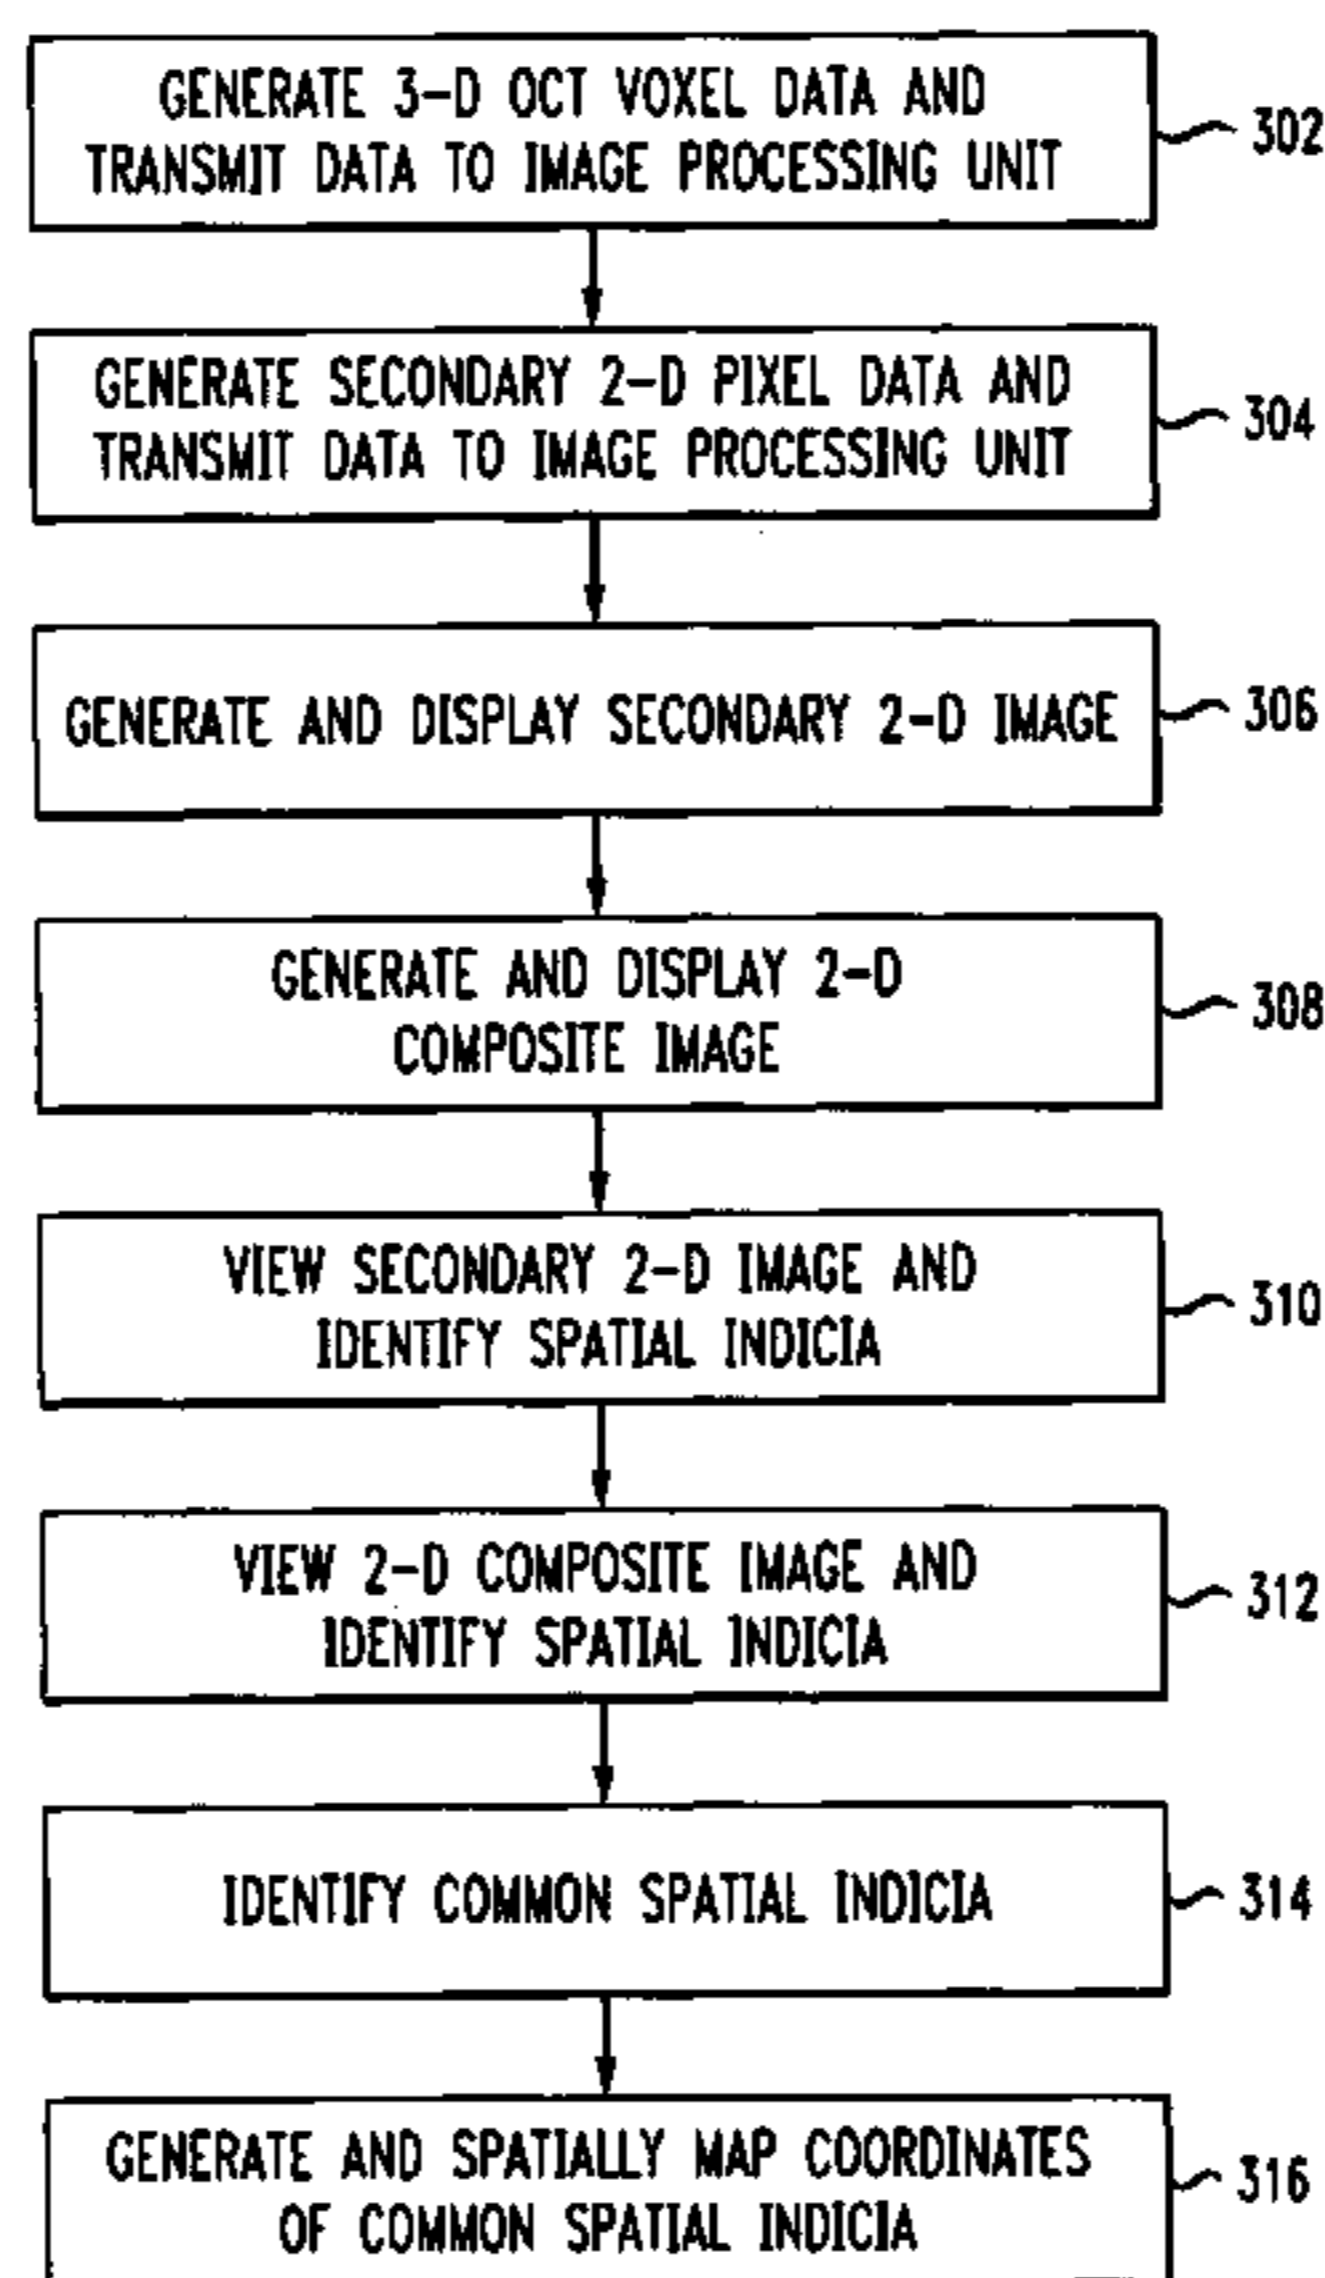 GENERATE 3-D OCT VOXEL DATA AND
TRANSMIT DATA TO IMAGE PROCESSING UNIT
302
GENERATE SECONDARY 2-D PIXEL DATA AND
TRANSMIT DATA TO IMAGE PROCESSING UNIT
304
GENERATE AND DISPLAY SECONDARY 2-D IMAGE
306
GENERATE AND DISPLAY 2-D
COMPOSITE IMAGE
308
VIEW SECONDARY 2-D IMAGE AND
IDENTIFY SPATIAL INDICIA
310
VIEW 2-D COMPOSITE IMAGE AND
IDENTIFY SPATIAL INDICIA
312
IDENTIFY COMMON SPATIAL INDICIA
314
GENERATE AND SPATIALLY MAP COORDINATES
OF COMMON SPATIAL INDICIA
316